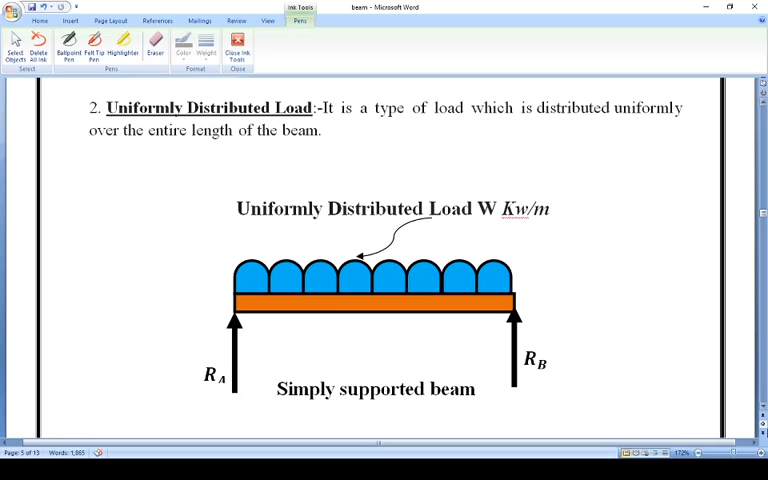 Ink Tools
beam - Microsoft Word
Home Insert Page Layout References Mailings Review View Pens
Select Objects
Delete All Ink
Ballpoint Pen
Felt Tip Pen
Highlighter
Eraser
Color
Weight
Close Ink Tools
Select Pens Format Close
2. Uniformly Distributed Load:-It is a type of load which is distributed uniformly
over the entire length of the beam.
Uniformly Distributed Load W Kw/m
RA
RB
Simply supported beam
Page: 5 of 13 Words: 1,865
172%